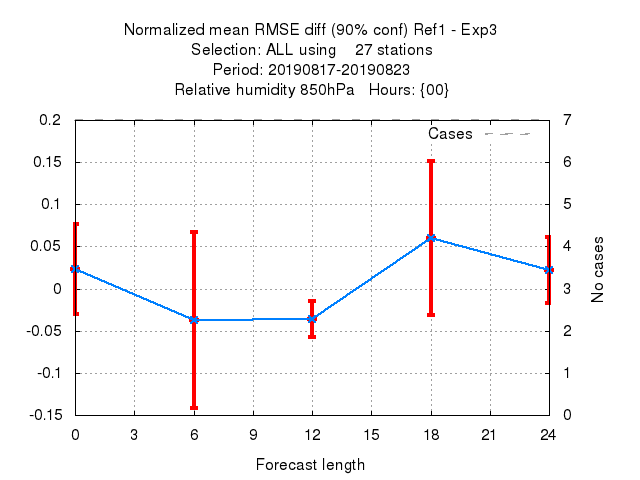 Normalized mean RMSE diff (90% conf) Ref1 - Exp3
Selection: ALL using    27 stations
Period: 20190817-20190823
Relative humidity 850hPa   Hours: {00}
0.2
0.15
0.1
0.05
0
-0.05
-0.1
-0.15
Cases
7
6
5
4
3
2
1
0
No cases
0 3 6 9 12 15 18 21 24
Forecast length